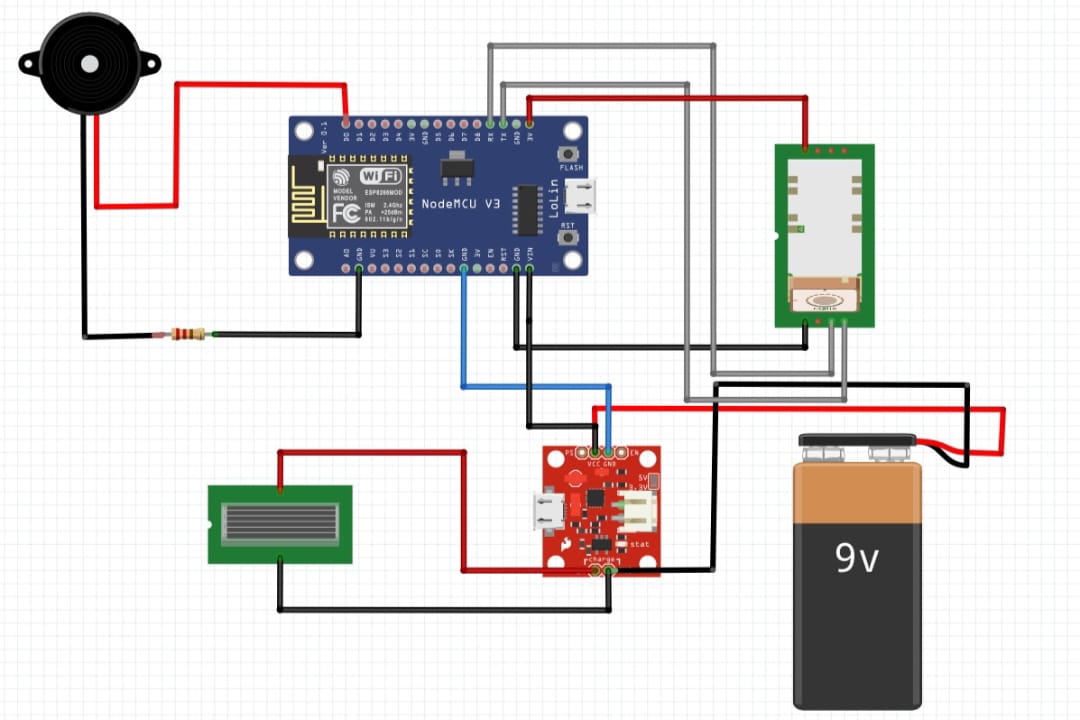 Ver 0.1
D0 D1 D2 D3 D4 3V GND D5 D6 D7 D8 RX TX GND 3V
FLASH
WiFi
MODEL
VENDOR
ESP8266MOD
ISM 2.4GHz
PA +25dBm
802.11b/g/n
FC
NodeMCU V3
LoLin
RST
A0 GND VU S3 S2 S1 SC S0 SK GND 3V EN RST GND VIN
PS VCC GND EN
5V
3.3V
stat
charge
9v